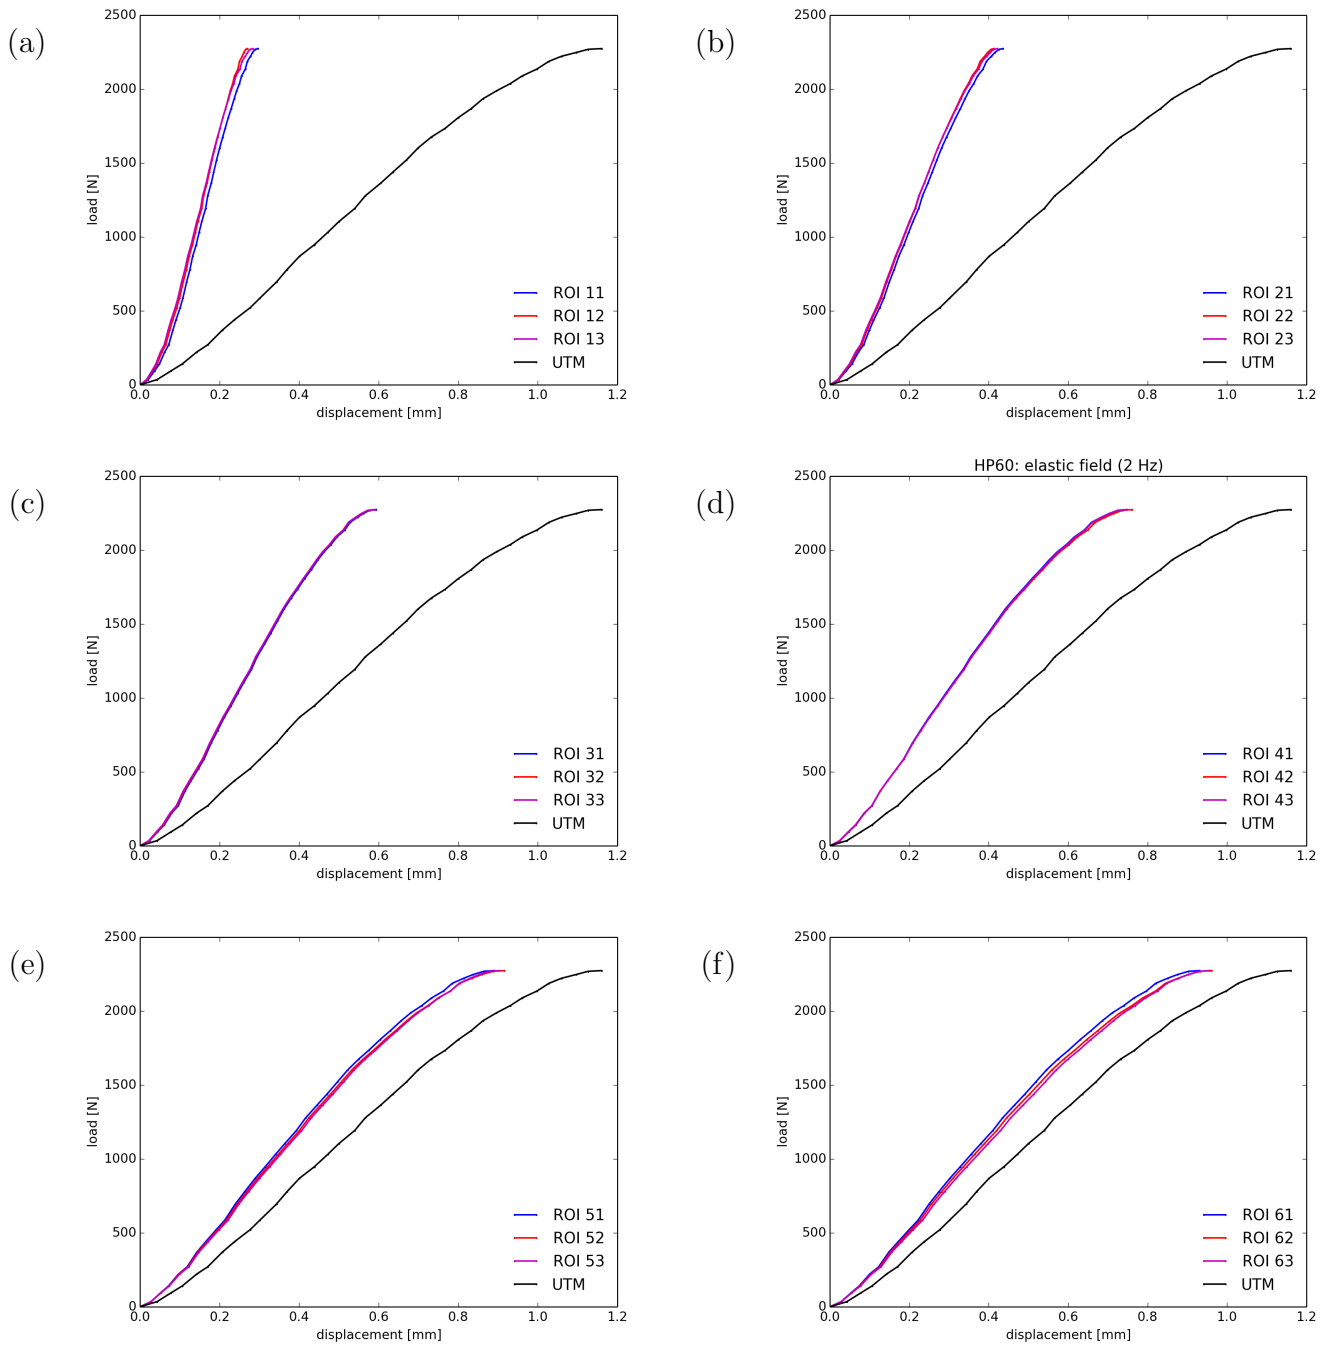 (a)
2500
2000
1500
1000
500
0
load [N]
0.0 0.2 0.4 0.6 0.8 1.0 1.2
displacement [mm]
ROI 11
ROI 12
ROI 13
UTM
(b)
2500
2000
1500
1000
500
0
load [N]
0.0 0.2 0.4 0.6 0.8 1.0 1.2
displacement [mm]
ROI 21
ROI 22
ROI 23
UTM
(c)
2500
2000
1500
1000
500
0
load [N]
0.0 0.2 0.4 0.6 0.8 1.0 1.2
displacement [mm]
ROI 31
ROI 32
ROI 33
UTM
(d)
HP60: elastic field (2 Hz)
2500
2000
1500
1000
500
0
load [N]
0.0 0.2 0.4 0.6 0.8 1.0 1.2
displacement [mm]
ROI 41
ROI 42
ROI 43
UTM
(e)
2500
2000
1500
1000
500
0
load [N]
0.0 0.2 0.4 0.6 0.8 1.0 1.2
displacement [mm]
ROI 51
ROI 52
ROI 53
UTM
(f)
2500
2000
1500
1000
500
0
load [N]
0.0 0.2 0.4 0.6 0.8 1.0 1.2
displacement [mm]
ROI 61
ROI 62
ROI 63
UTM